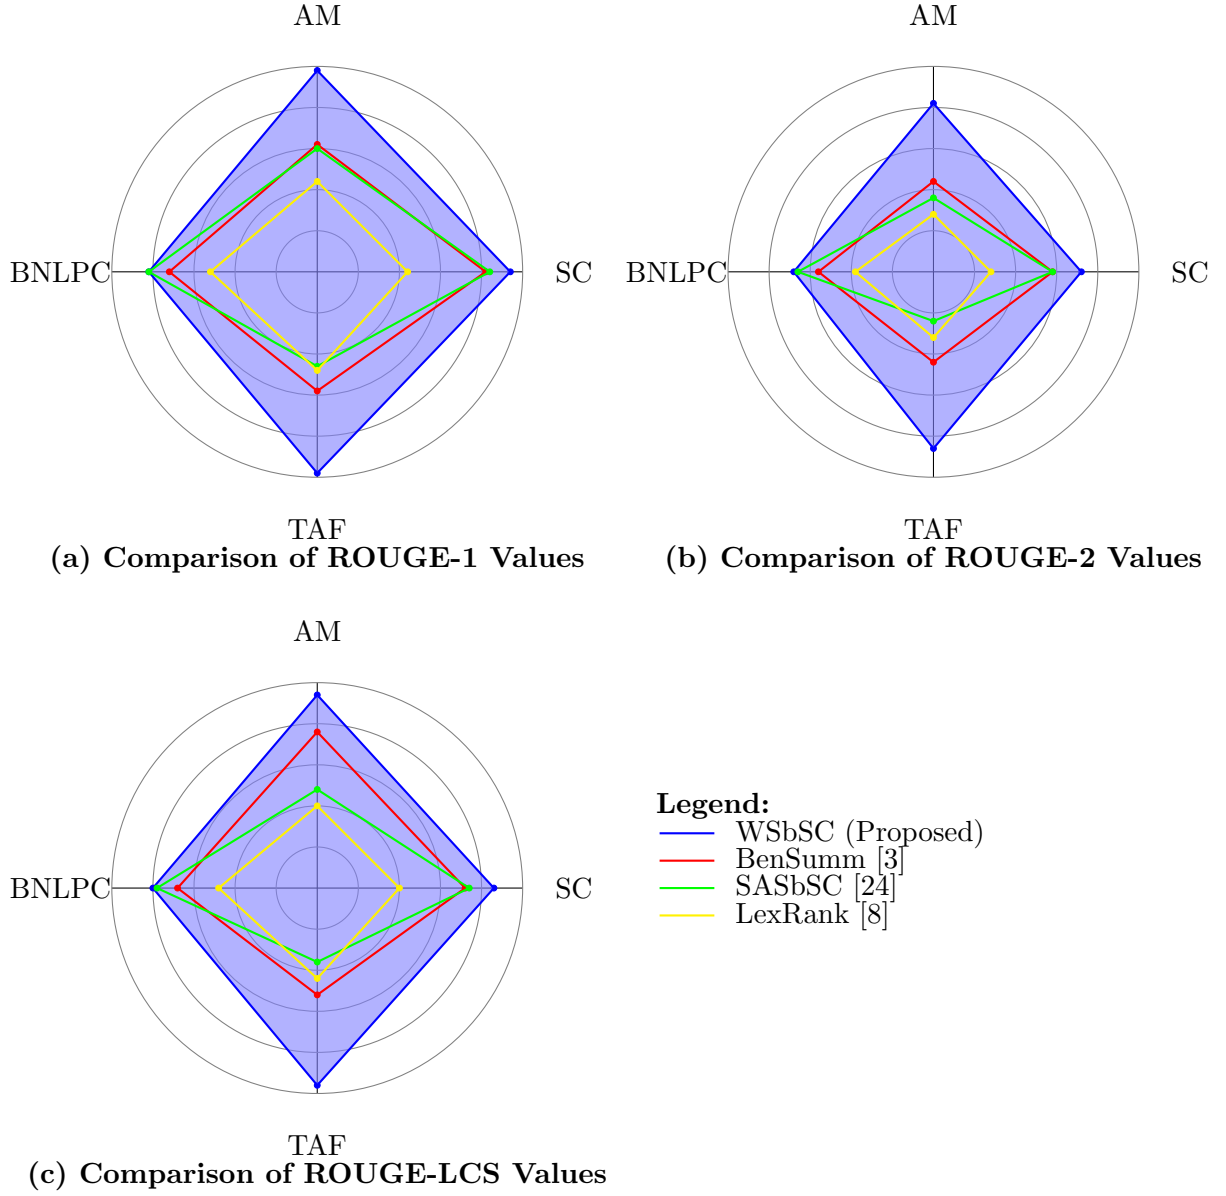 AM
BNLPC
SC
TAF
(a) Comparison of ROUGE-1 Values
AM
BNLPC
SC
TAF
(b) Comparison of ROUGE-2 Values
AM
BNLPC
SC
TAF
(c) Comparison of ROUGE-LCS Values
Legend:
WSbSC (Proposed)
BenSumm [3]
SASbSC [24]
LexRank [8]